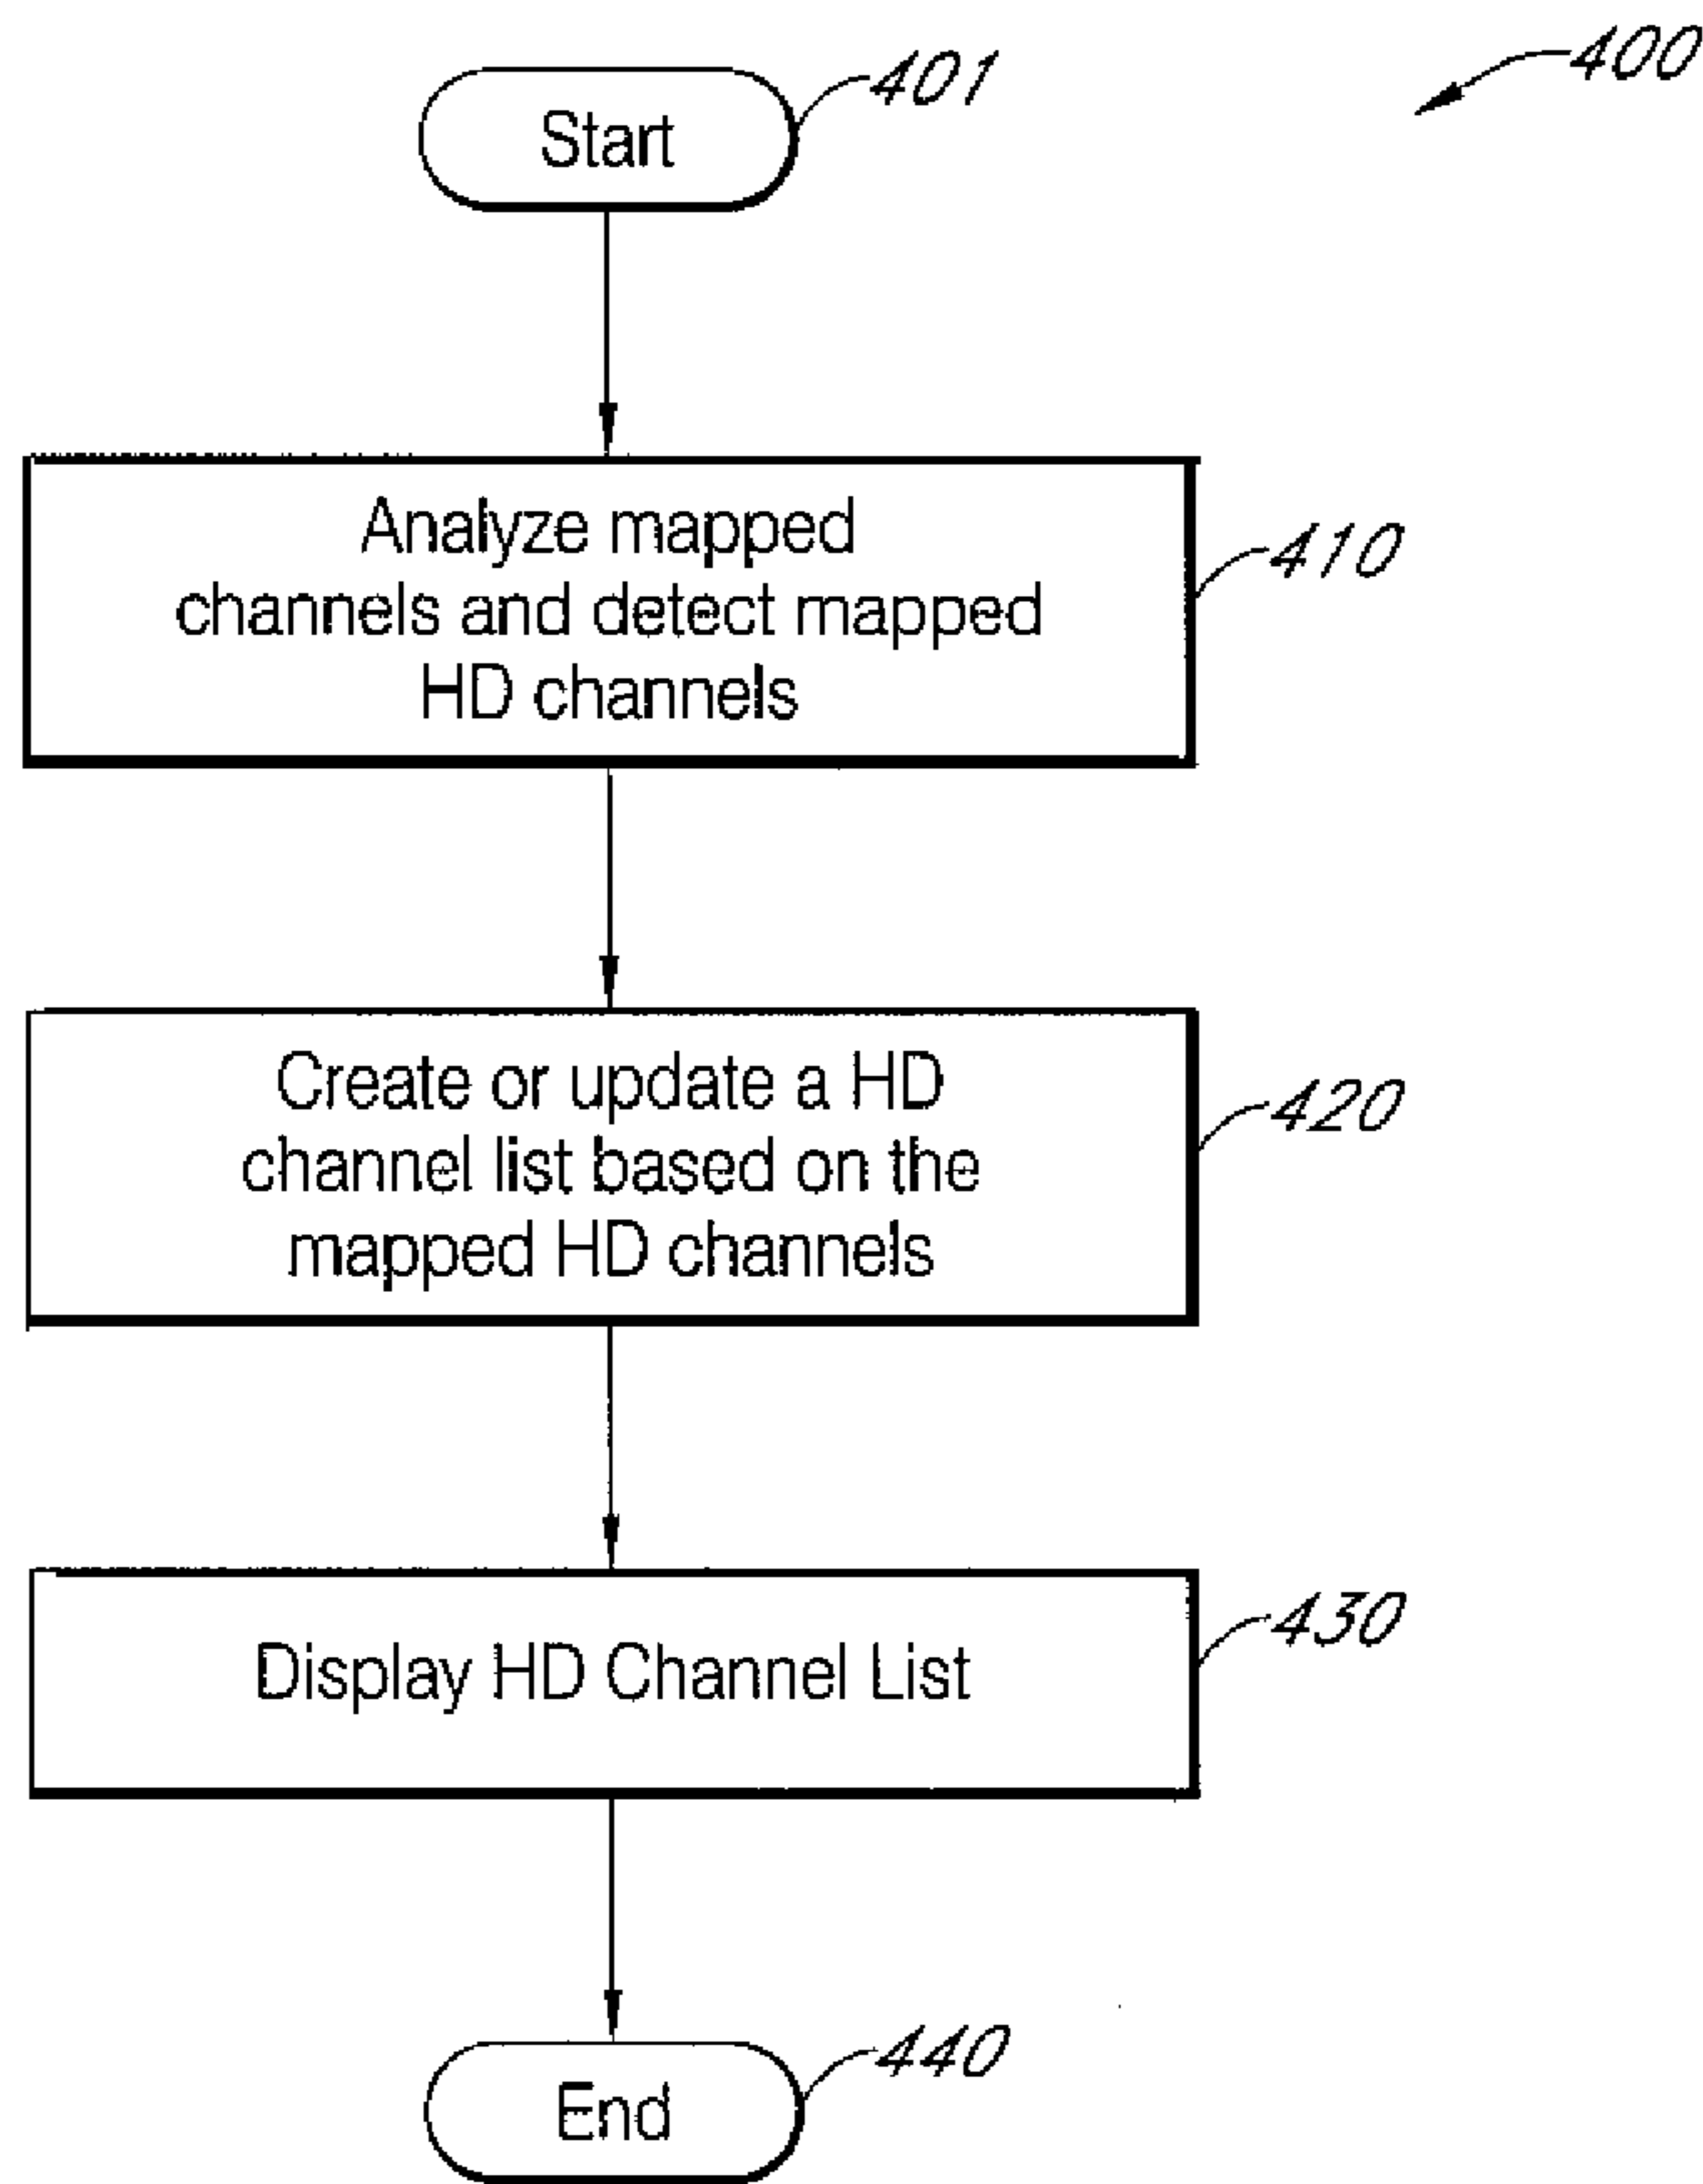 400
Start
401
Analyze mapped
channels and detect mapped
HD channels
410
Create or update a HD
channel list based on the
mapped HD channels
420
Display HD Channel List
430
End
440